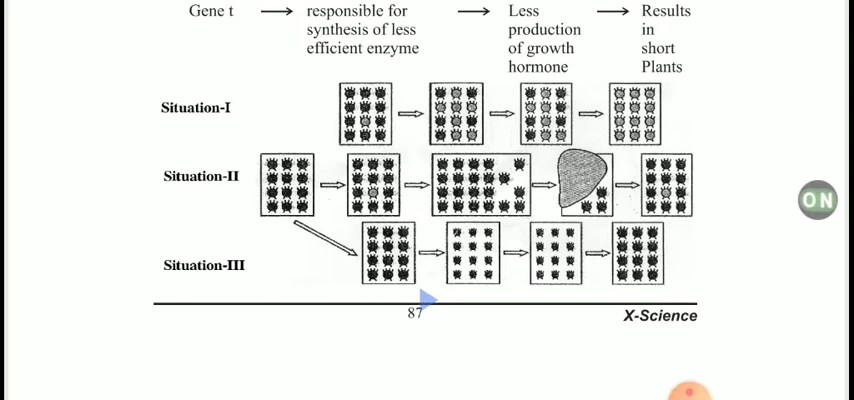 Gene t → responsible for → Less → Results
synthesis of less production in
efficient enzyme of growth short
hormone Plants
Situation-I
Situation-II
Situation-III
87
X-Science
ON